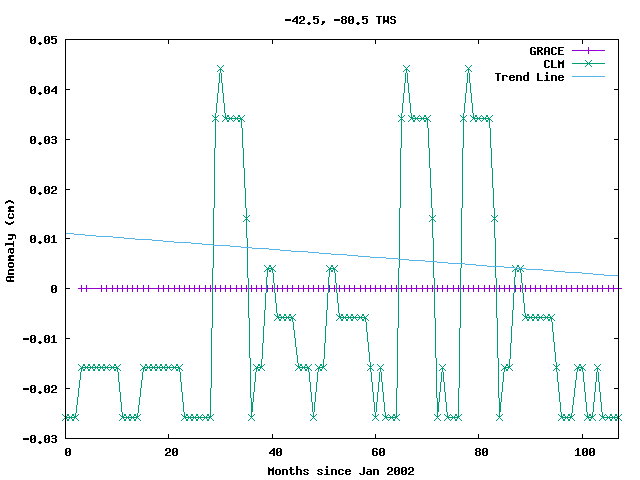 -42.5, -80.5 TWS
0.05
0.04
0.03
0.02
0.01
0
-0.01
-0.02
-0.03
Anomaly (cm)
GRACE
CLM
Trend Line
0 20 40 60 80 100
Months since Jan 2002